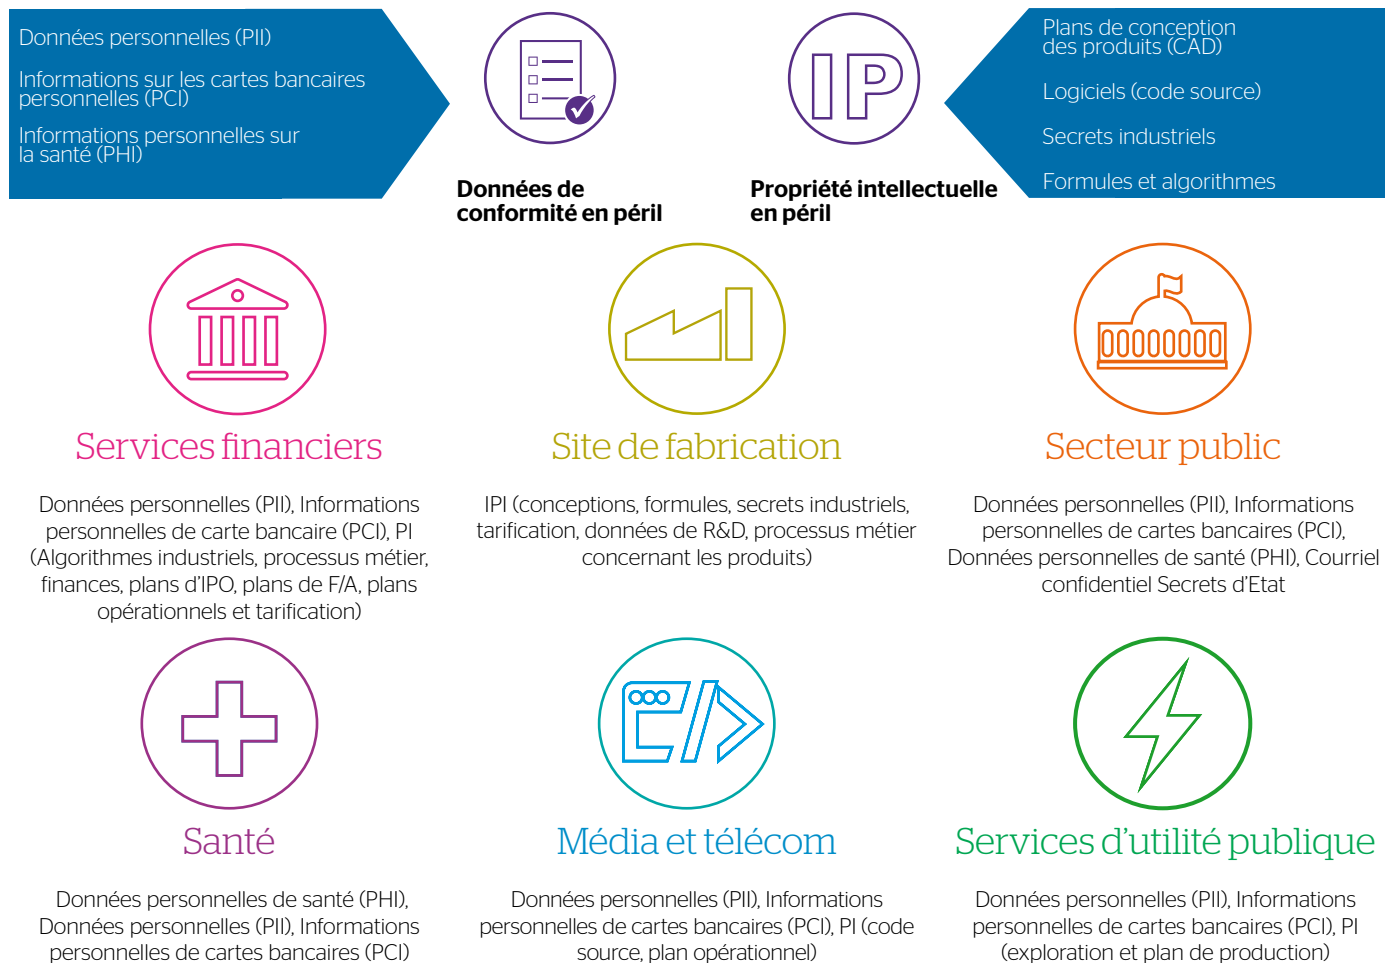 Données personnelles (PII)
Informations sur les cartes bancaires
personnelles (PCI)
Informations personnelles sur
la santé (PHI)
Données de
conformité en péril
IP
Propriété intellectuelle
en péril
Plans de conception
des produits (CAD)
Logiciels (code source)
Secrets industriels
Formules et algorithmes
Services financiers
Données personnelles (PII), Informations
personnelles de carte bancaire (PCI), PI
(Algorithmes industriels, processus métier,
finances, plans d'IPO, plans de F/A, plans
opérationnels et tarification)
Site de fabrication
IPI (conceptions, formules, secrets industriels,
tarification, données de R&D, processus métier
concernant les produits)
Secteur public
Données personnelles (PII), Informations
personnelles de cartes bancaires (PCI),
Données personnelles de santé (PHI), Courriel
confidentiel Secrets d'Etat
Santé
Données personnelles de santé (PHI),
Données personnelles (PII), Informations
personnelles de cartes bancaires (PCI)
Média et télécom
Données personnelles (PII), Informations
personnelles de cartes bancaires (PCI), PI (code
source, plan opérationnel)
Services d'utilité publique
Données personnelles (PII), Informations
personnelles de cartes bancaires (PCI), PI
(exploration et plan de production)